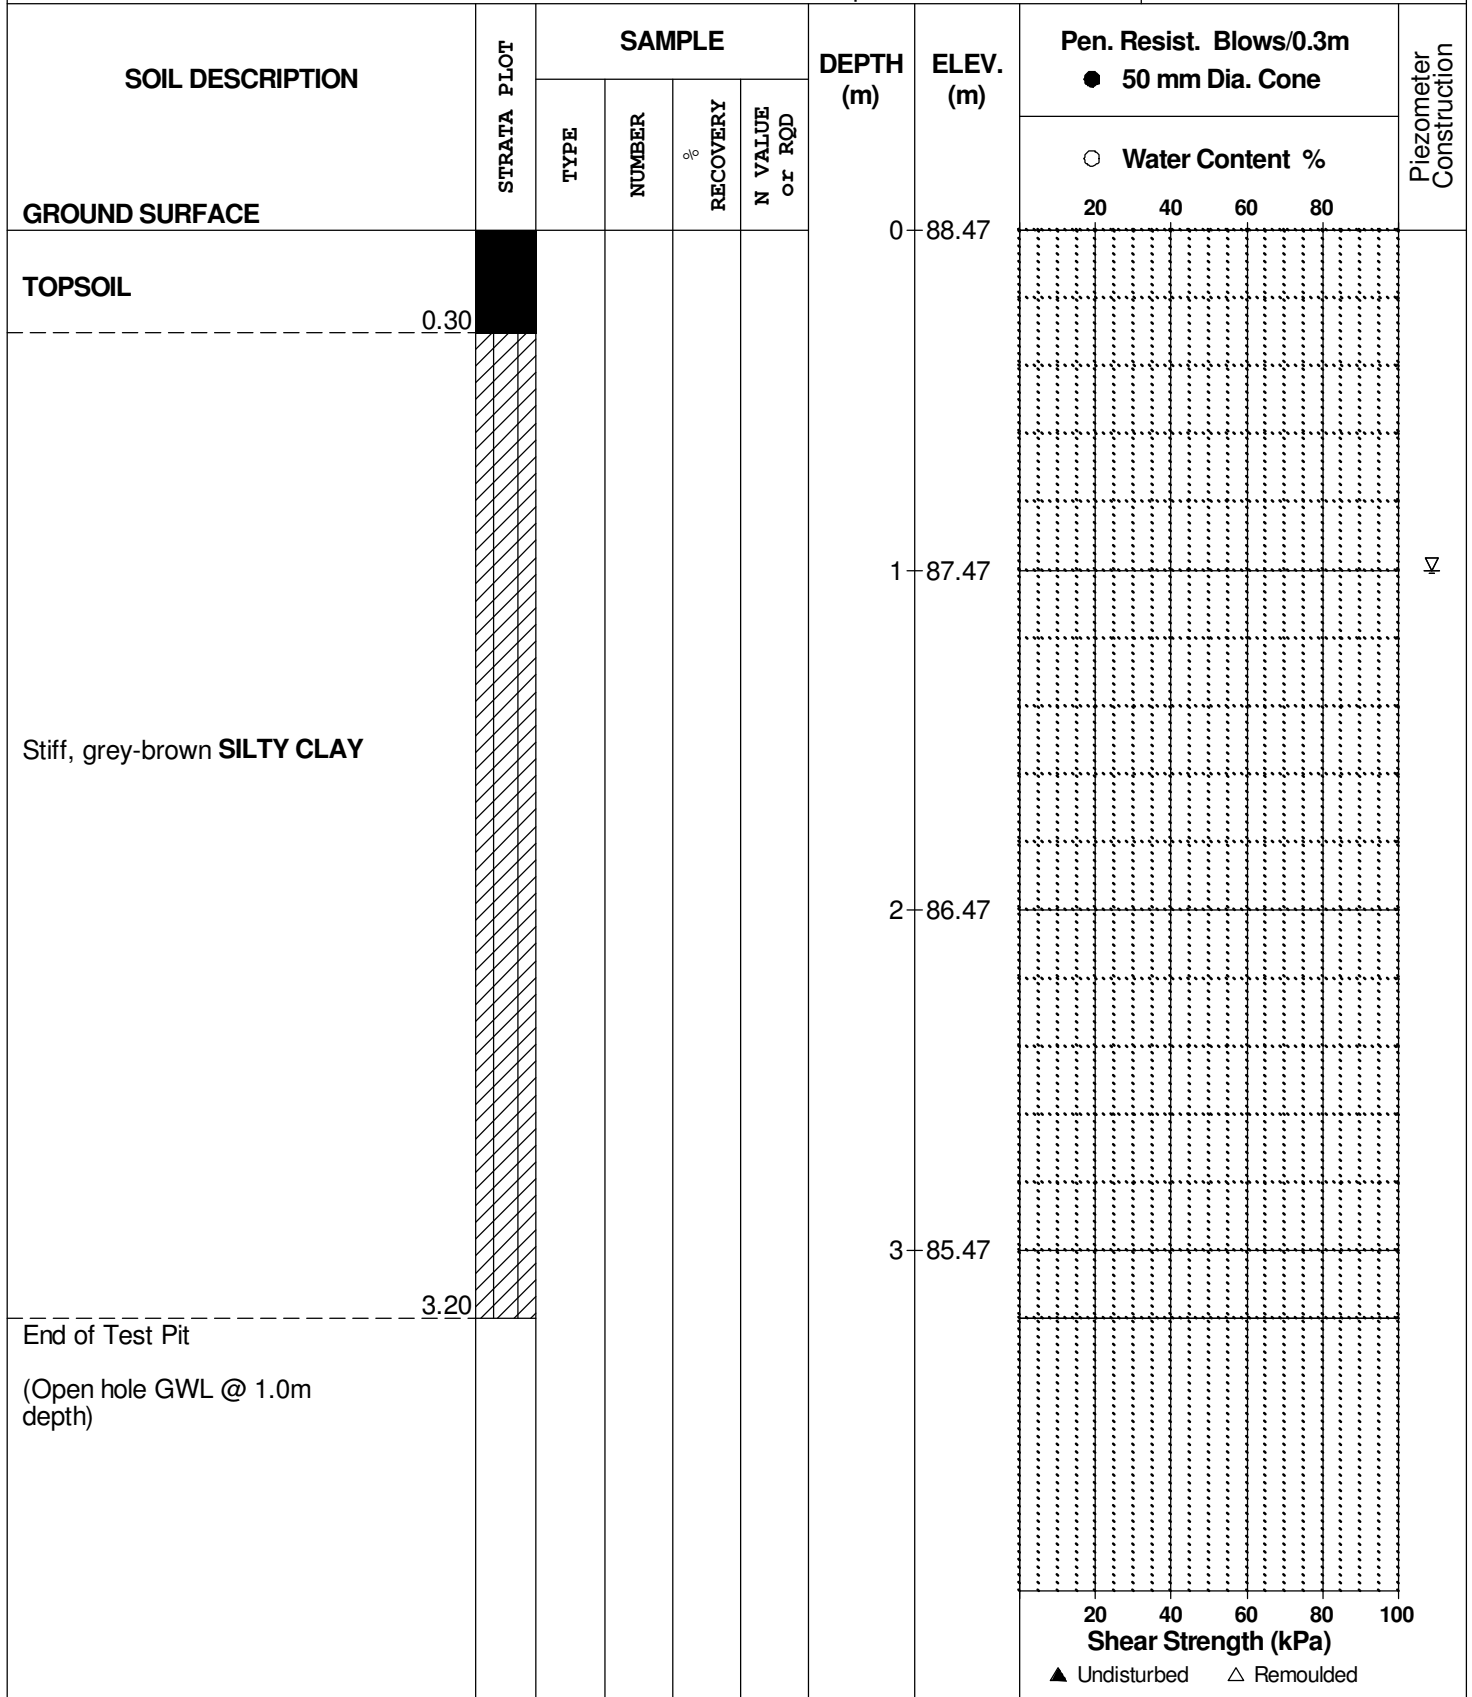 SOIL DESCRIPTION
GROUND SURFACE
STRATA PLOT
SAMPLE
TYPE
NUMBER
%
RECOVERY
N VALUE
or RQD
DEPTH
(m)
ELEV.
(m)
Pen. Resist. Blows/0.3m
● 50 mm Dia. Cone
○ Water Content %
20 40 60 80
Piezometer
Construction
0 88.47
TOPSOIL
0.30
1 87.47
Stiff, grey-brown SILTY CLAY
2 86.47
3 85.47
3.20
End of Test Pit
(Open hole GWL @ 1.0m
depth)
20 40 60 80 100
Shear Strength (kPa)
▲ Undisturbed △ Remoulded